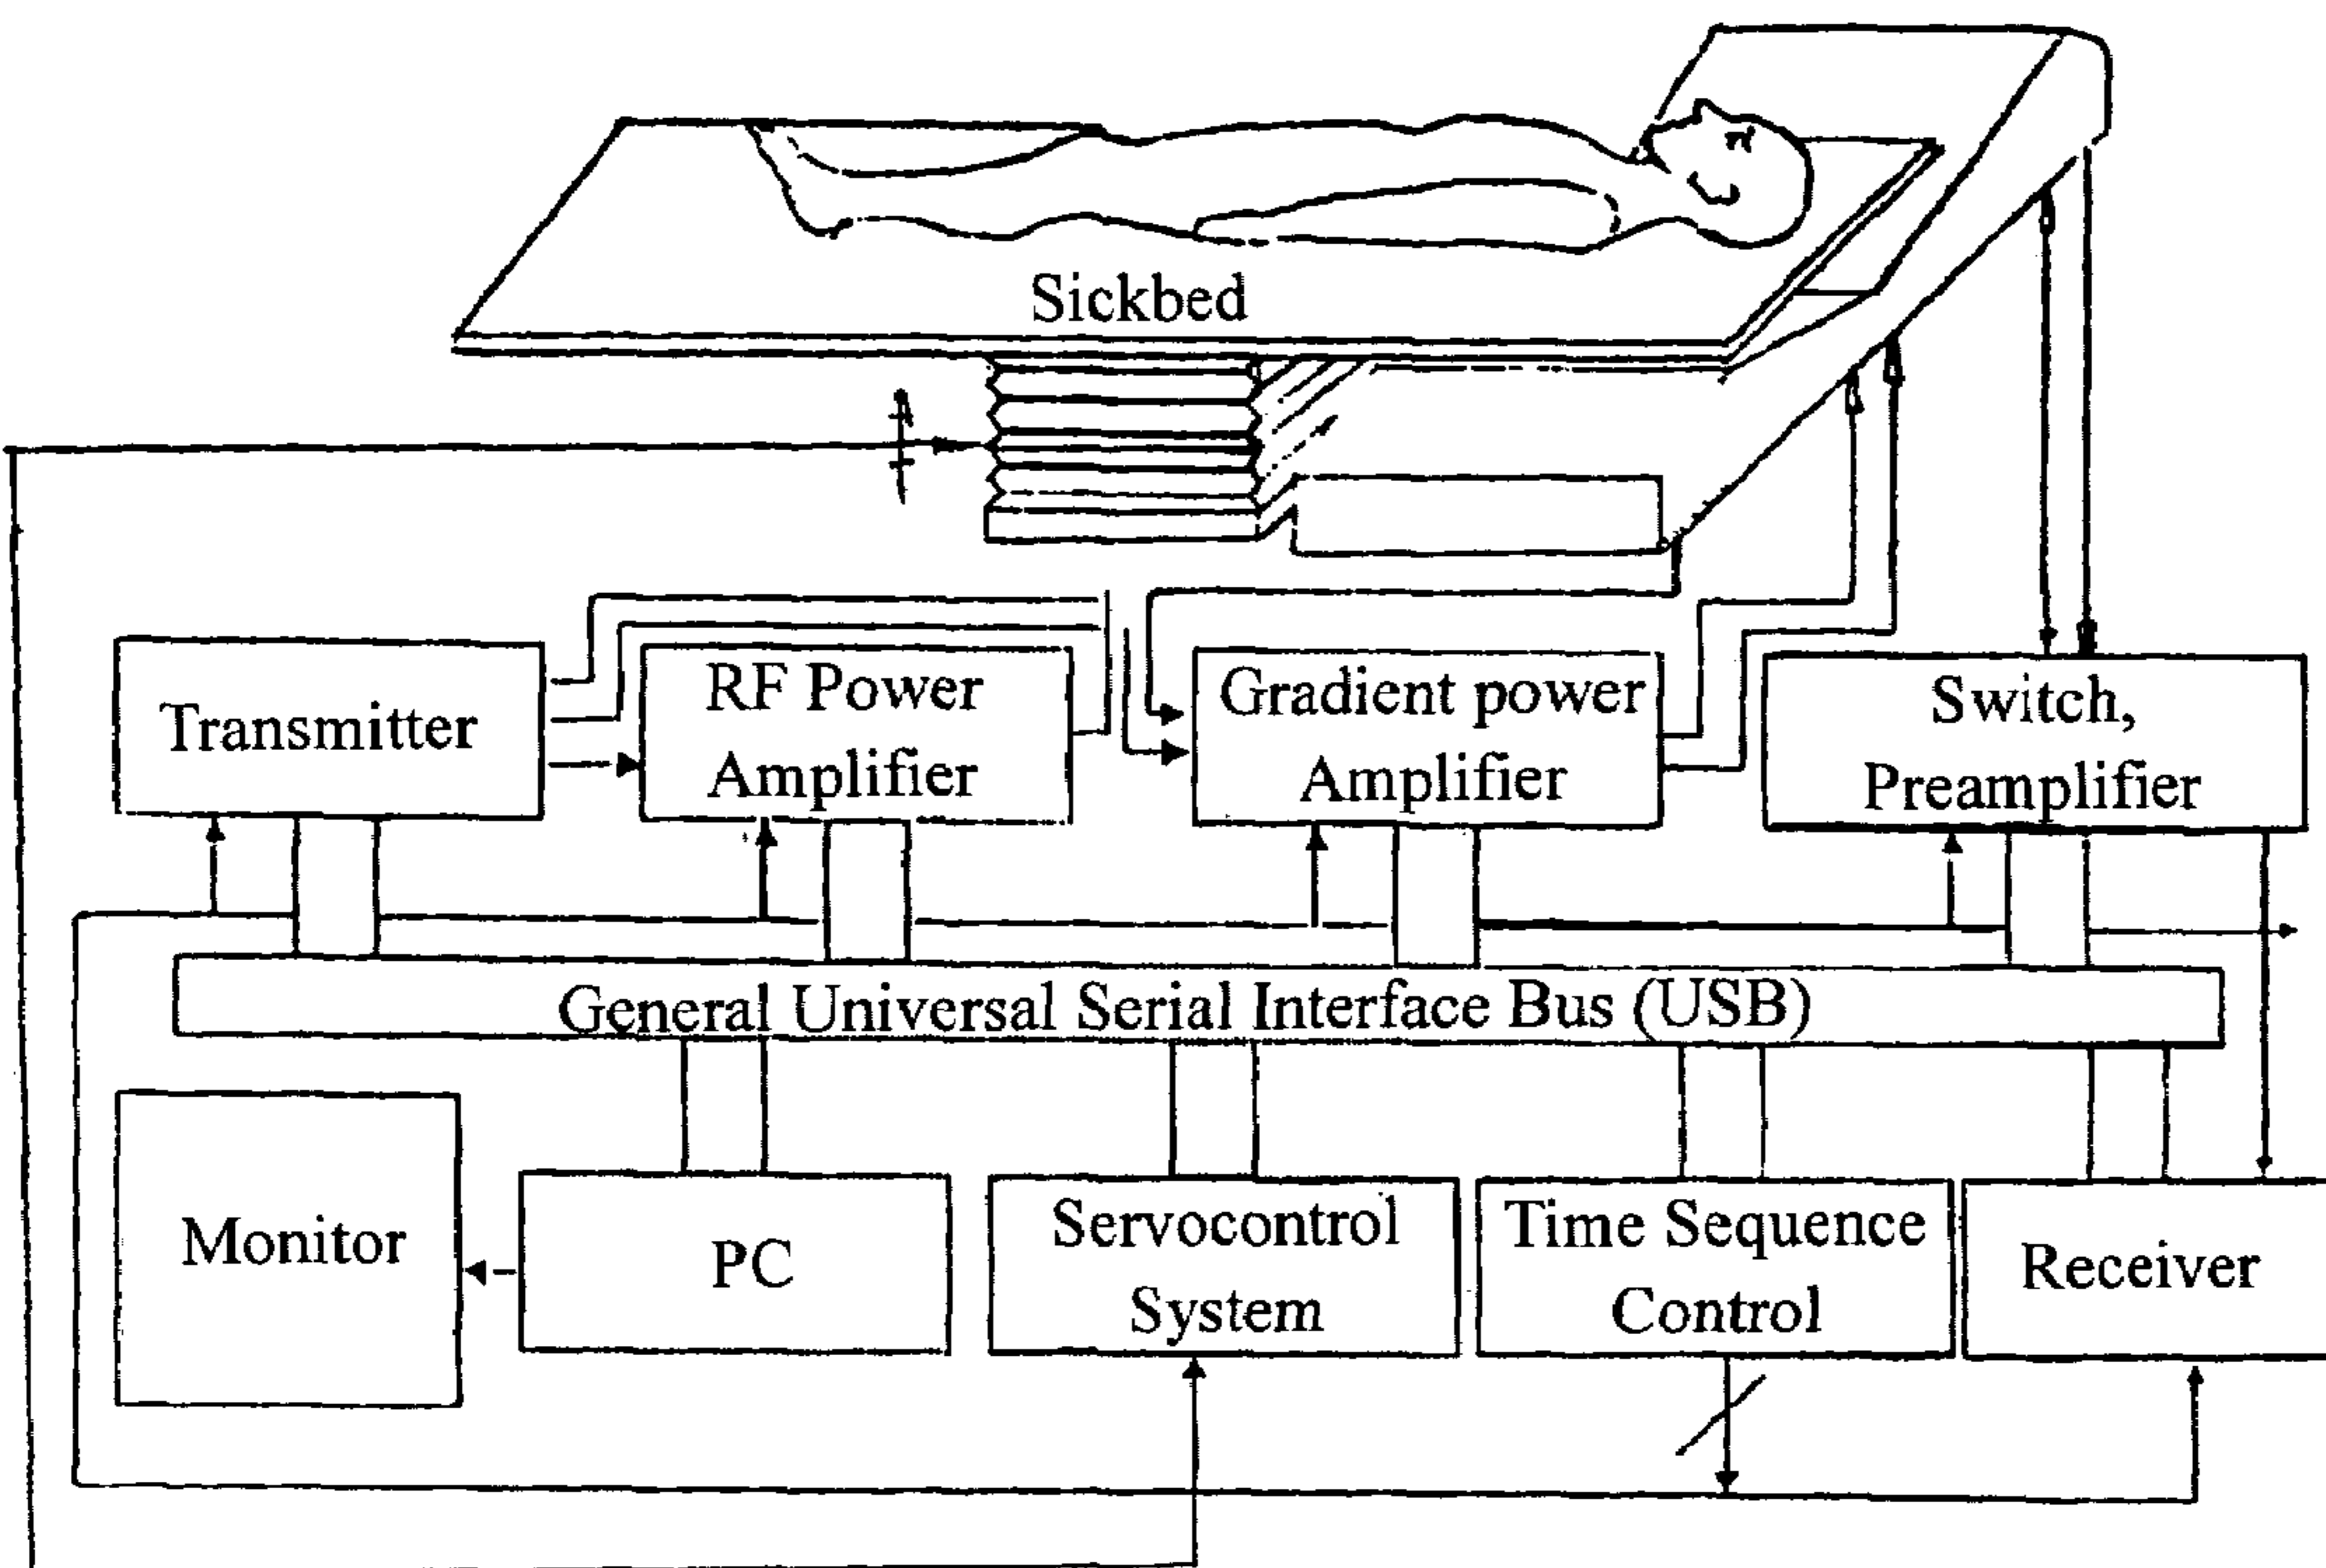 Sickbed
Transmitter
RF Power
Amplifier
Gradient power
Amplifier
Switch,
Preamplifier
General Universal Serial Interface Bus (USB)
Monitor
PC
Servocontrol
System
Time Sequence
Control
Receiver